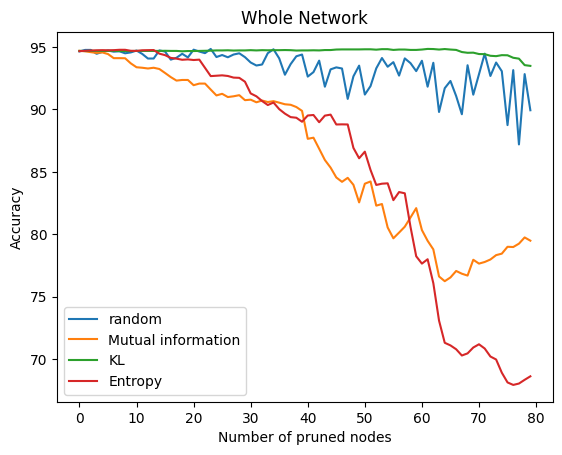 Whole Network
Accuracy
95
90
85
80
75
70
random
Mutual information
KL
Entropy
0 10 20 30 40 50 60 70 80
Number of pruned nodes